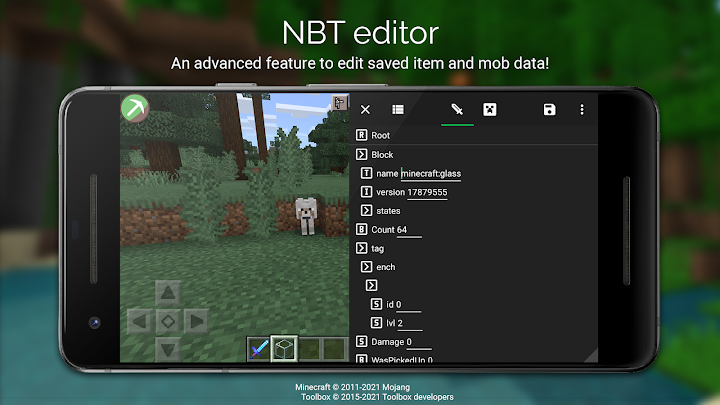 NBT editor
An advanced feature to edit saved item and mob data!
R Root
Block
T name minecraft:glass
I version 17879555
states
B Count 64
tag
ench
S id 0
S lvl 2
S Damage 0
B WasPickedUp 0
Minecraft © 2011-2021 Mojang
Toolbox © 2015-2021 Toolbox developers